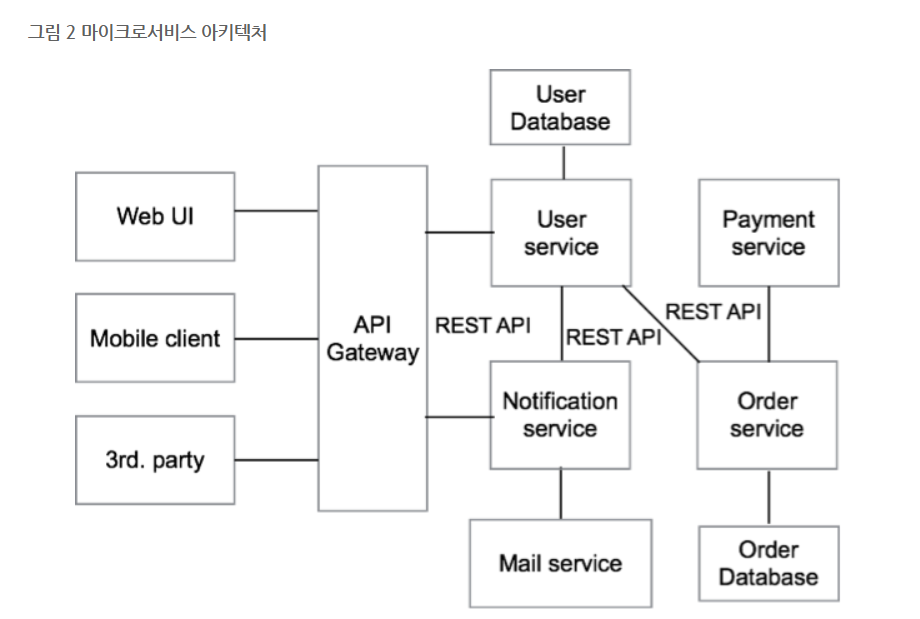 그림 2 마이크로서비스 아키텍처
User
Database
Web UI
User
service
Payment
service
Mobile client
API
Gateway
REST API
REST API
REST API
Notification
service
Order
service
3rd. party
Mail service
Order
Database